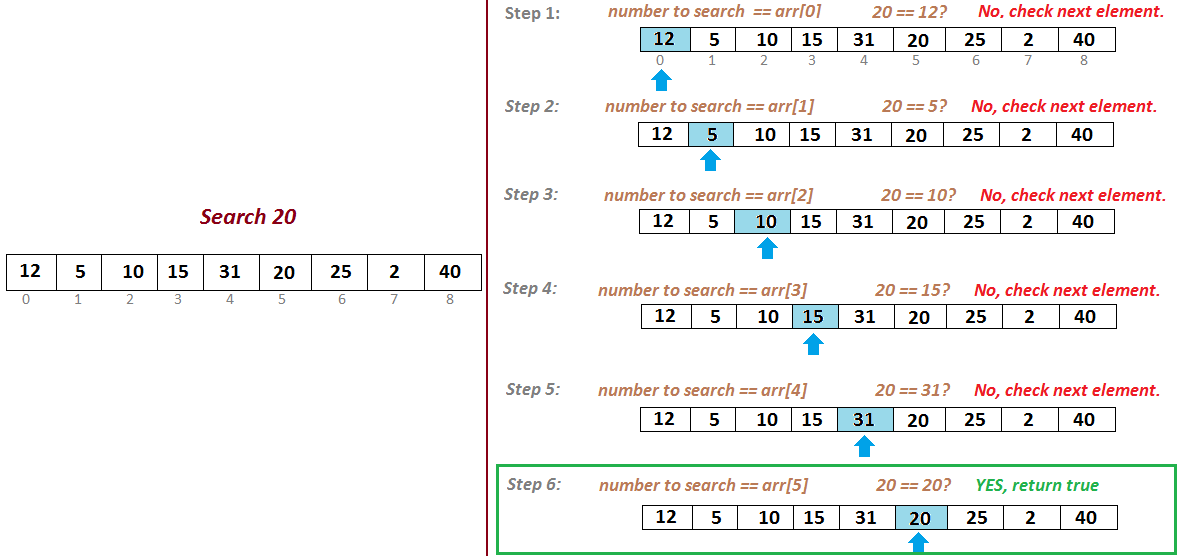 Search 20
12 5 10 15 31 20 25 2 40
0 1 2 3 4 5 6 7 8
Step 1: number to search == arr[0] 20 == 12? No, check next element.
12 5 10 15 31 20 25 2 40
0 1 2 3 4 5 6 7 8
Step 2: number to search == arr[1] 20 == 5? No, check next element.
12 5 10 15 31 20 25 2 40
Step 3: number to search == arr[2] 20 == 10? No, check next element.
12 5 10 15 31 20 25 2 40
Step 4: number to search == arr[3] 20 == 15? No, check next element.
12 5 10 15 31 20 25 2 40
Step 5: number to search == arr[4] 20 == 31? No, check next element.
12 5 10 15 31 20 25 2 40
Step 6: number to search == arr[5] 20 == 20? YES, return true
12 5 10 15 31 20 25 2 40